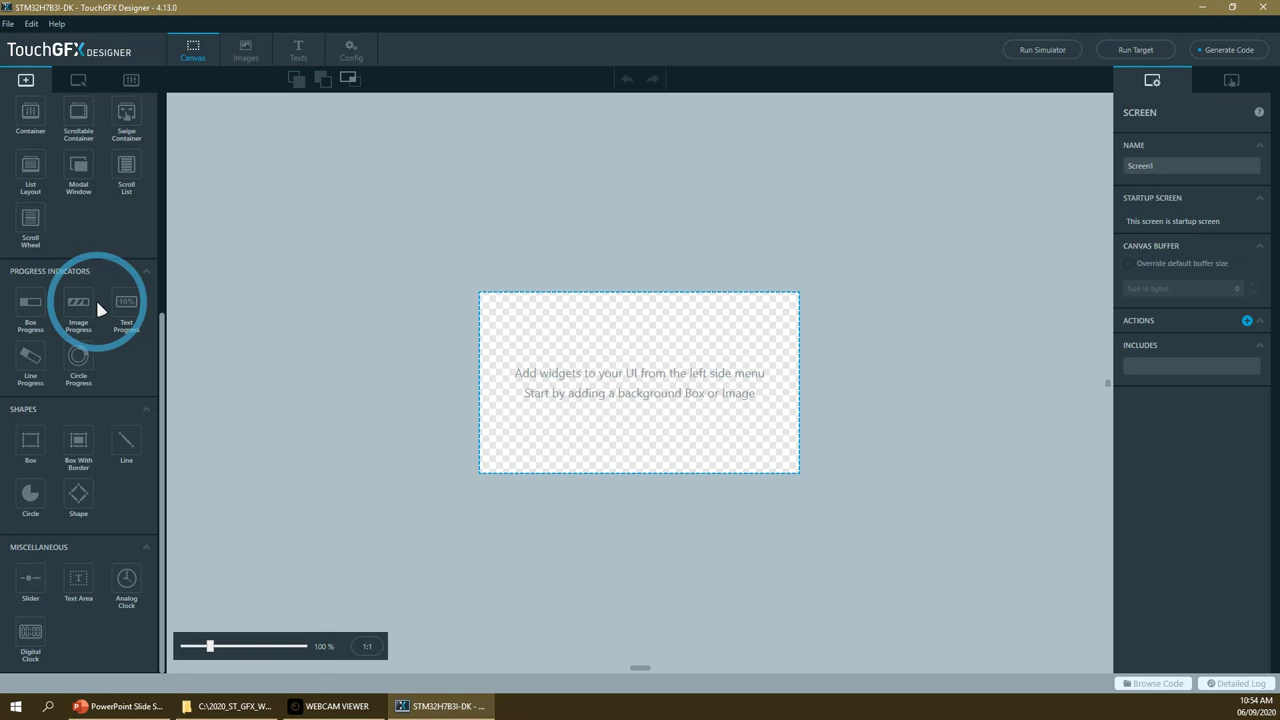 STM32H7B3I-DK - TouchGFX Designer - 4.13.0
File Edit Help
TouchGFX DESIGNER
Canvas Images Texts Config
Run Simulator Run Target Generate Code
Container Scrollable Container Swipe Container
List Layout Modal Window Scroll List
Scroll Wheel
PROGRESS INDICATORS
10%
Box Progress Image Progress Text Progress
Line Progress Circle Progress
SHAPES
Box Box With Border Line
Circle Shape
MISCELLANEOUS
Slider Text Area Analog Clock
Digital Clock
Add widgets to your UI from the left side menu
Start by adding a background Box or Image
100 % 1:1
SCREEN
NAME
Screen1
STARTUP SCREEN
This screen is startup screen
CANVAS BUFFER
Override default buffer size
Size in bytes 0
ACTIONS
INCLUDES
Browse Code Detailed Log
PowerPoint Slide S... C:\2020_ST_GFX_W... WEBCAM VIEWER STM32H7B3I-DK - ...
10:54 AM
06/09/2020